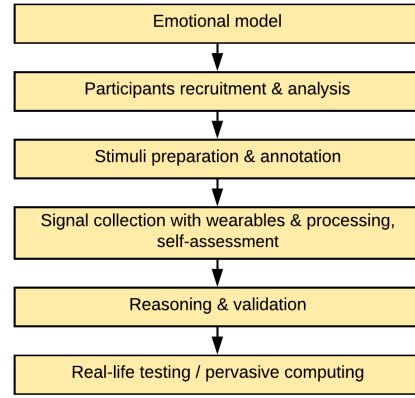 Emotional model
Participants recruitment & analysis
Stimuli preparation & annotation
Signal collection with wearables & processing,
self-assessment
Reasoning & validation
Real-life testing / pervasive computing